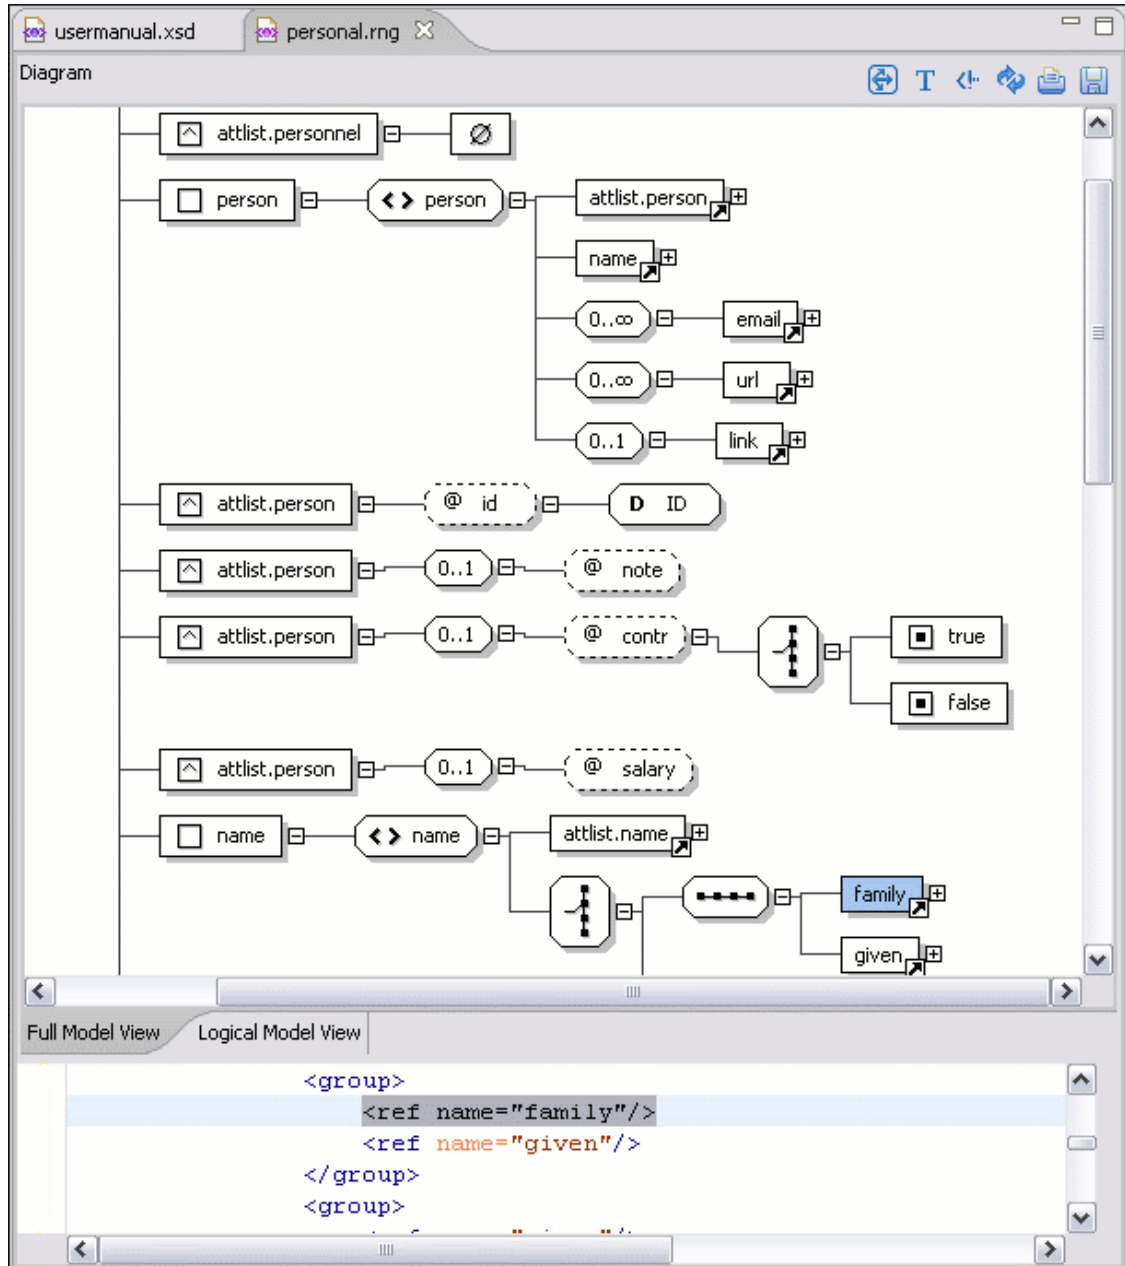 usermanual.xsd personal.rng
Diagram
T
attlist.personnel Ø
person <> person attlist.person
name
0..∞ email
0..∞ url
0..1 link
attlist.person @ id D ID
attlist.person 0..1 @ note
attlist.person 0..1 @ contr true
false
attlist.person 0..1 @ salary
name <> name attlist.name
family
given
Full Model View Logical Model View
<group>
<ref name="family"/>
<ref name="given"/>
</group>
<group>